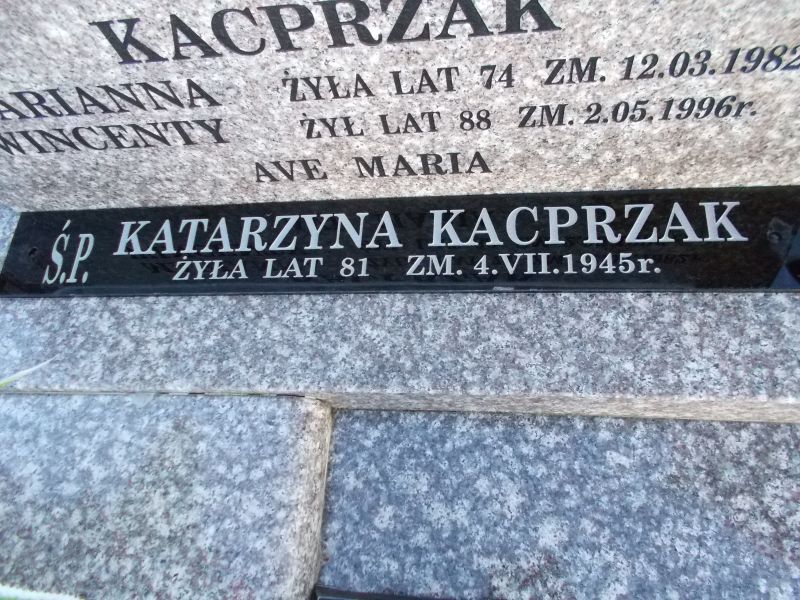 KACPRZAK
ARIANNA ŻYŁA LAT 74 ZM. 12.03.1982
WINCENTY ŻYŁ LAT 88 ZM. 2.05.1996r.
AVE MARIA
Ś.P. KATARZYNA KACPRZAK
ŻYŁA LAT 81 ZM. 4.VII.1945r.